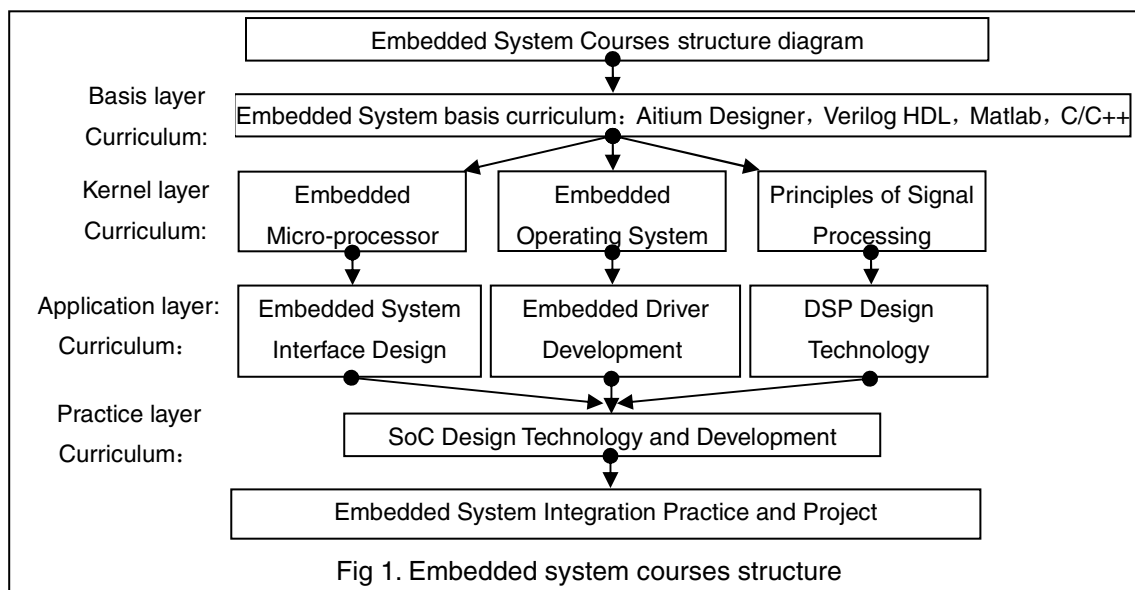 Embedded System Courses structure diagram
Basis layer
Curriculum:
Embedded System basis curriculum：Aitium Designer，Verilog HDL，Matlab，C/C++
Kernel layer
Curriculum:
Embedded
Micro-processor
Embedded
Operating System
Principles of Signal
Processing
Application layer:
Curriculum：
Embedded System
Interface Design
Embedded Driver
Development
DSP Design
Technology
Practice layer
Curriculum：
SoC Design Technology and Development
Embedded System Integration Practice and Project
Fig 1. Embedded system courses structure